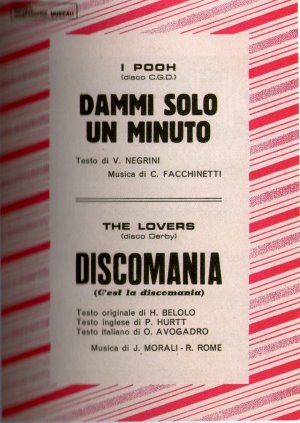 MUSICALI
I POOH
(disco C.G.D.)
DAMMI SOLO
UN MINUTO
Testo di V. NEGRINI
Musica di C. FACCHINETTI
THE LOVERS
(disco Derby)
DISCOMANIA
(C'est la discomania)
Testo originale di H. BELOLO
Testo inglese di P. HURTT
Testo italiano di O. AVOGADRO
Musica di J. MORALI - R. ROME